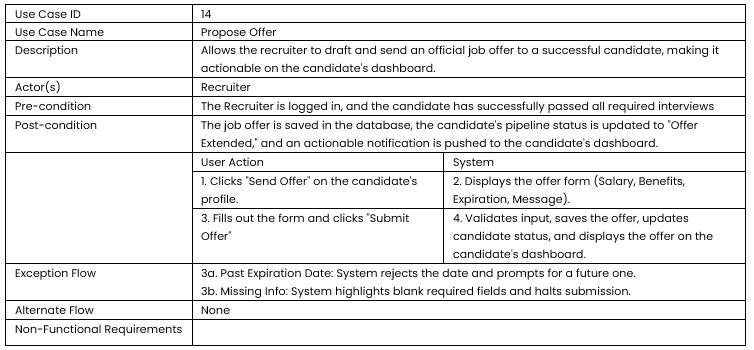 Use Case ID 14
Use Case Name Propose Offer
Description Allows the recruiter to draft and send an official job offer to a successful candidate, making it
actionable on the candidate's dashboard.
Actor(s) Recruiter
Pre-condition The Recruiter is logged in, and the candidate has successfully passed all required interviews
Post-condition The job offer is saved in the database, the candidate's pipeline status is updated to "Offer
Extended," and an actionable notification is pushed to the candidate's dashboard.
User Action System
1. Clicks "Send Offer" on the candidate's
profile.
2. Displays the offer form (Salary, Benefits,
Expiration, Message).
3. Fills out the form and clicks "Submit
Offer"
4. Validates input, saves the offer, updates
candidate status, and displays the offer on the
candidate's dashboard.
Exception Flow 3a. Past Expiration Date: System rejects the date and prompts for a future one.
3b. Missing Info: System highlights blank required fields and halts submission.
Alternate Flow None
Non-Functional Requirements